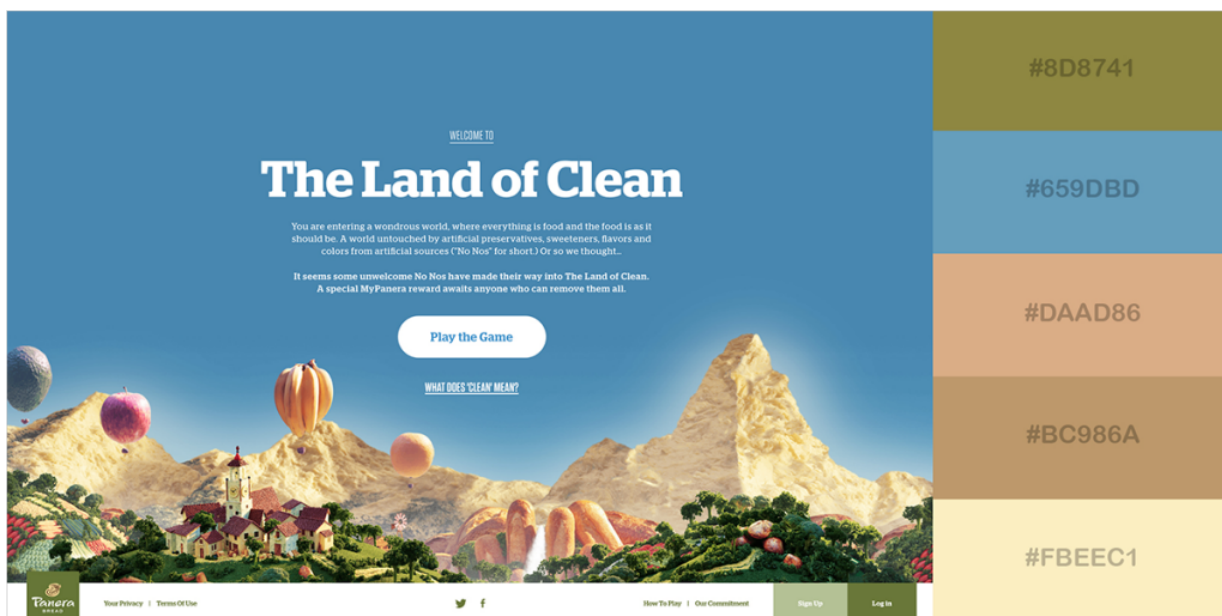 WELCOME TO
The Land of Clean
You are entering a wondrous world, where everything is food and the food is as it
should be. A world untouched by artificial preservatives, sweeteners, flavors and
colors from artificial sources ("No Nos" for short.) Or so we thought...
It seems some unwelcome No Nos have made their way into The Land of Clean.
A special MyPanera reward awaits anyone who can remove them all.
Play the Game
WHAT DOES 'CLEAN' MEAN?
Panera
BREAD
Your Privacy | Terms Of Use
How To Play | Our Commitment
Sign Up
Log in
#8D8741
#659DBD
#DAAD86
#BC986A
#FBEEC1